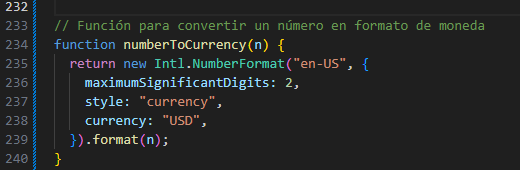 232
233 // Función para convertir un número en formato de moneda
234 function numberToCurrency(n) {
235 return new Intl.NumberFormat("en-US", {
236 maximumSignificantDigits: 2,
237 style: "currency",
238 currency: "USD",
239 }).format(n);
240 }